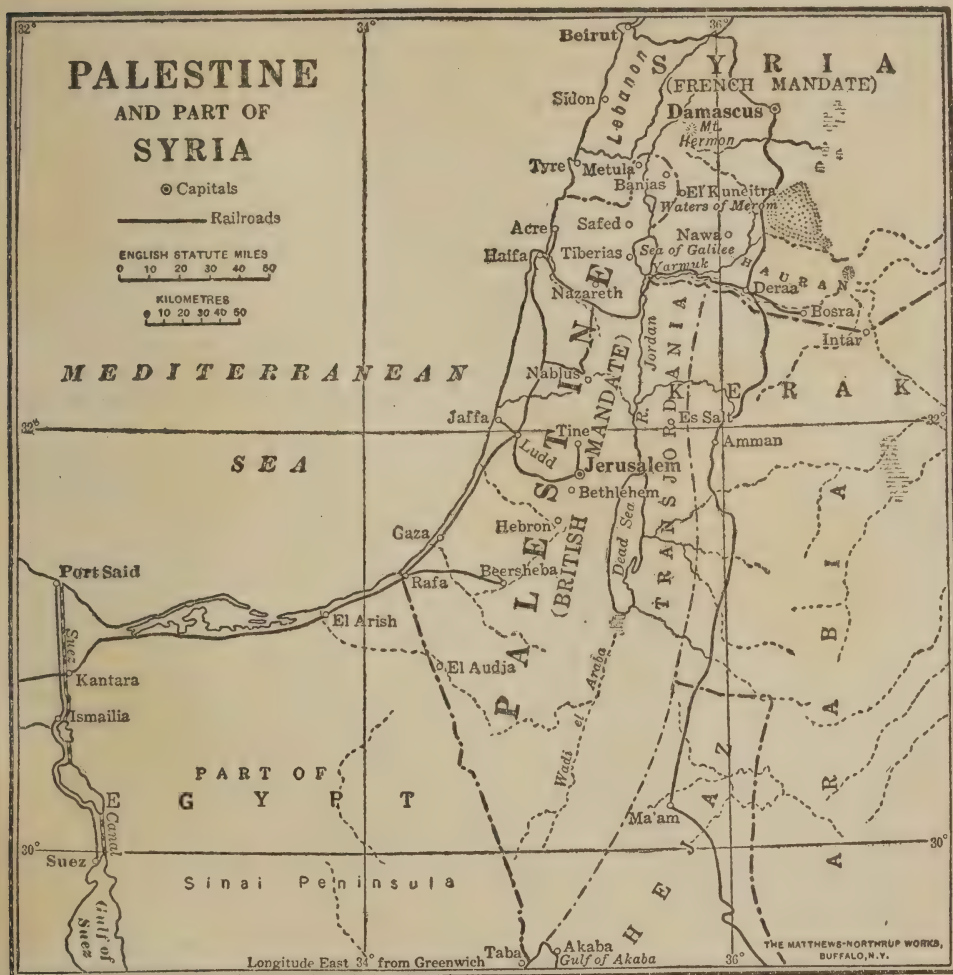 32°
34°
36°
PALESTINE
AND PART OF
SYRIA
Capitals
Railroads
ENGLISH STATUTE MILES
0 10 20 30 40 60
KILOMETRES
0 10 20 30 40 50
Beirut
SYRIA
(FRENCH MANDATE)
Sidon
Lebanon
Damascus
Mt. Hermon
Tyre
Metula
Banias
El Kuneitra
Waters of Merom
Safed
Acre
Nawa
Haifa
Tiberias
Sea of Galilee
Yarmuk
HAURAN
Nazareth
Deraa
Bosra
Intár
MEDITERRANEAN
SEA
Nablus
R. Jordan
KERAK
Jaffa
Es Salt
32°
32
Tine
Amman
Ludd
Jerusalem
Bethlehem
Hebron
Dead Sea
Gaza
PALESTINE
(BRITISH MANDATE)
TRANSJORDANIA
ARABIA
Port Said
Rafa
Beersheba
El Arish
Suez
Kantara
El Audja
Ismailia
Wadi el Araba
PART OF
EGYPT
Canal
Ma'am
HEJAZ
30°
30°
Suez
Sinai Peninsula
Gulf of Suez
Taba
Akaba
Gulf of Akaba
Longitude East 34° from Greenwich
36
THE MATTHEWS-NORTHRUP WORKS,
BUFFALO, N.Y.